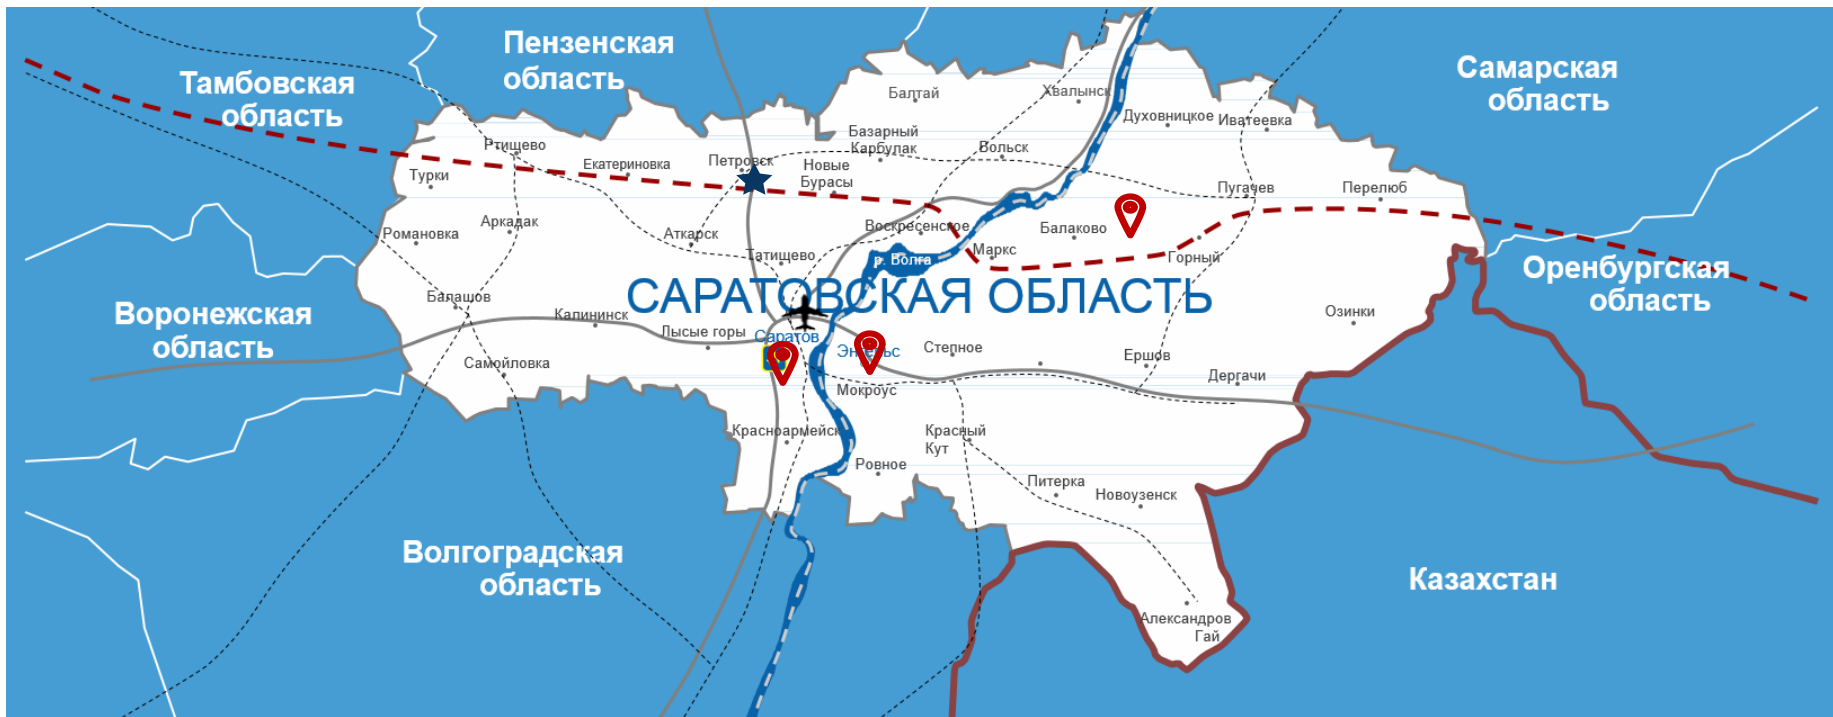 Пензенская
область
Самарская
область
Тамбовская
область
Балтай
Хвалынск
Духовницкое
Иватеевка
Базарный
Карбулак
Вольск
Ртищево
Екатериновка
Петровск
Новые
Бурасы
Турки
Пугачев
Перелюб
Аркадак
Романовка
Аткарск
Воскресенское
Балаково
Маркс
Горный
Татищево
р. Волга
Оренбургская
область
САРАТОВСКАЯ ОБЛАСТЬ
Балашов
Воронежская
область
Калининск
Лысые горы
Саратов
Энгельс
Степное
Озинки
Ершов
Самойловка
Дергачи
Мокроус
Красноармейск
Красный
Кут
Ровное
Питерка
Новоузенск
Волгоградская
область
Казахстан
Александров
Гай